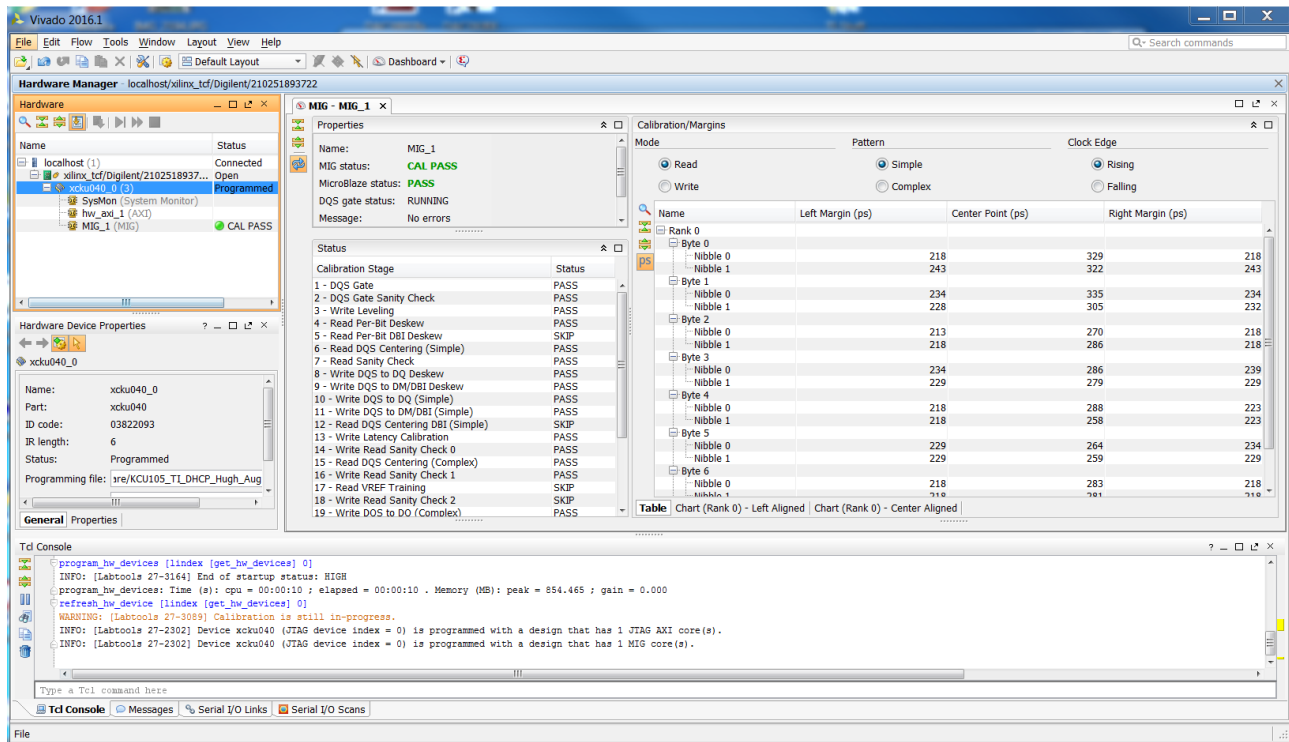 Vivado 2016.1
File Edit Flow Tools Window Layout View Help
Q- Search commands
Default Layout
Dashboard
Hardware Manager - localhost/xilinx_tcf/Digilent/210251893722
Hardware
Name Status
localhost (1) Connected
xilinx_tcf/Digilent/2102518937... Open
xcku040_0 (3) Programmed
SysMon (System Monitor)
hw_axi_1 (AXI)
MIG_1 (MIG) CAL PASS
Hardware Device Properties
xcku040_0
Name: xcku040_0
Part: xcku040
ID code: 03822093
IR length: 6
Status: Programmed
Programming file: are/KCU105_TI_DHCP_Hugh_Aug
General Properties
MIG - MIG_1
Properties
Name: MIG_1
MIG status: CAL PASS
MicroBlaze status: PASS
DQS gate status: RUNNING
Message: No errors
Status
Calibration Stage Status
1 - DQS Gate PASS
2 - DQS Gate Sanity Check PASS
3 - Write Leveling PASS
4 - Read Per-Bit Deskew PASS
5 - Read Per-Bit DBI Deskew SKIP
6 - Read DQS Centering (Simple) PASS
7 - Read Sanity Check PASS
8 - Write DQS to DQ Deskew PASS
9 - Write DQS to DM/DBI Deskew PASS
10 - Write DQS to DQ (Simple) PASS
11 - Write DQS to DM/DBI (Simple) PASS
12 - Read DQS Centering DBI (Simple) SKIP
13 - Write Latency Calibration PASS
14 - Write Read Sanity Check 0 PASS
15 - Read DQS Centering (Complex) PASS
16 - Write Read Sanity Check 1 PASS
17 - Read VREF Training SKIP
18 - Write Read Sanity Check 2 SKIP
19 - Write DQS to DQ (Complex) PASS
Calibration/Margins
Mode Pattern Clock Edge
Read Simple Rising
Write Complex Falling
ps
Name Left Margin (ps) Center Point (ps) Right Margin (ps)
Rank 0
Byte 0
Nibble 0 218 329 218
Nibble 1 243 322 243
Byte 1
Nibble 0 234 335 234
Nibble 1 228 305 232
Byte 2
Nibble 0 213 270 218
Nibble 1 218 286 218
Byte 3
Nibble 0 234 286 239
Nibble 1 229 279 229
Byte 4
Nibble 0 218 288 223
Nibble 1 218 258 223
Byte 5
Nibble 0 229 264 234
Nibble 1 229 259 229
Byte 6
Nibble 0 218 283 218
Nibble 1 218 281 218
Table Chart (Rank 0) - Left Aligned Chart (Rank 0) - Center Aligned
Tcl Console
program_hw_devices [lindex [get_hw_devices] 0]
INFO: [Labtools 27-3164] End of startup status: HIGH
program_hw_devices: Time (s): cpu = 00:00:10 ; elapsed = 00:00:10 . Memory (MB): peak = 854.465 ; gain = 0.000
refresh_hw_device [lindex [get_hw_devices] 0]
WARNING: [Labtools 27-3089] Calibration is still in-progress.
INFO: [Labtools 27-2302] Device xcku040 (JTAG device index = 0) is programmed with a design that has 1 JTAG AXI core(s).
INFO: [Labtools 27-2302] Device xcku040 (JTAG device index = 0) is programmed with a design that has 1 MIG core(s).
Type a Tcl command here
Tcl Console Messages Serial I/O Links Serial I/O Scans
File